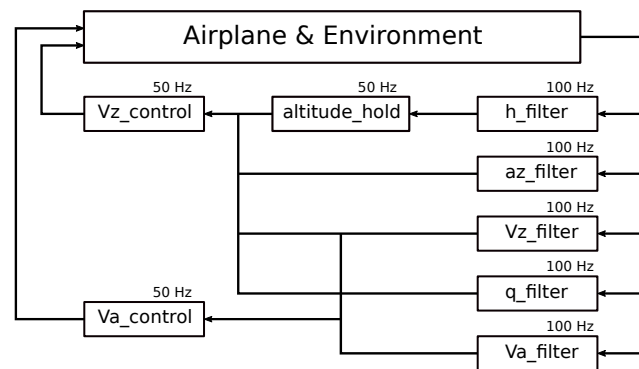 Airplane & Environment
50 Hz
50 Hz
100 Hz
Vz_control
altitude_hold
h_filter
100 Hz
az_filter
100 Hz
Vz_filter
100 Hz
q_filter
50 Hz
Va_control
100 Hz
Va_filter